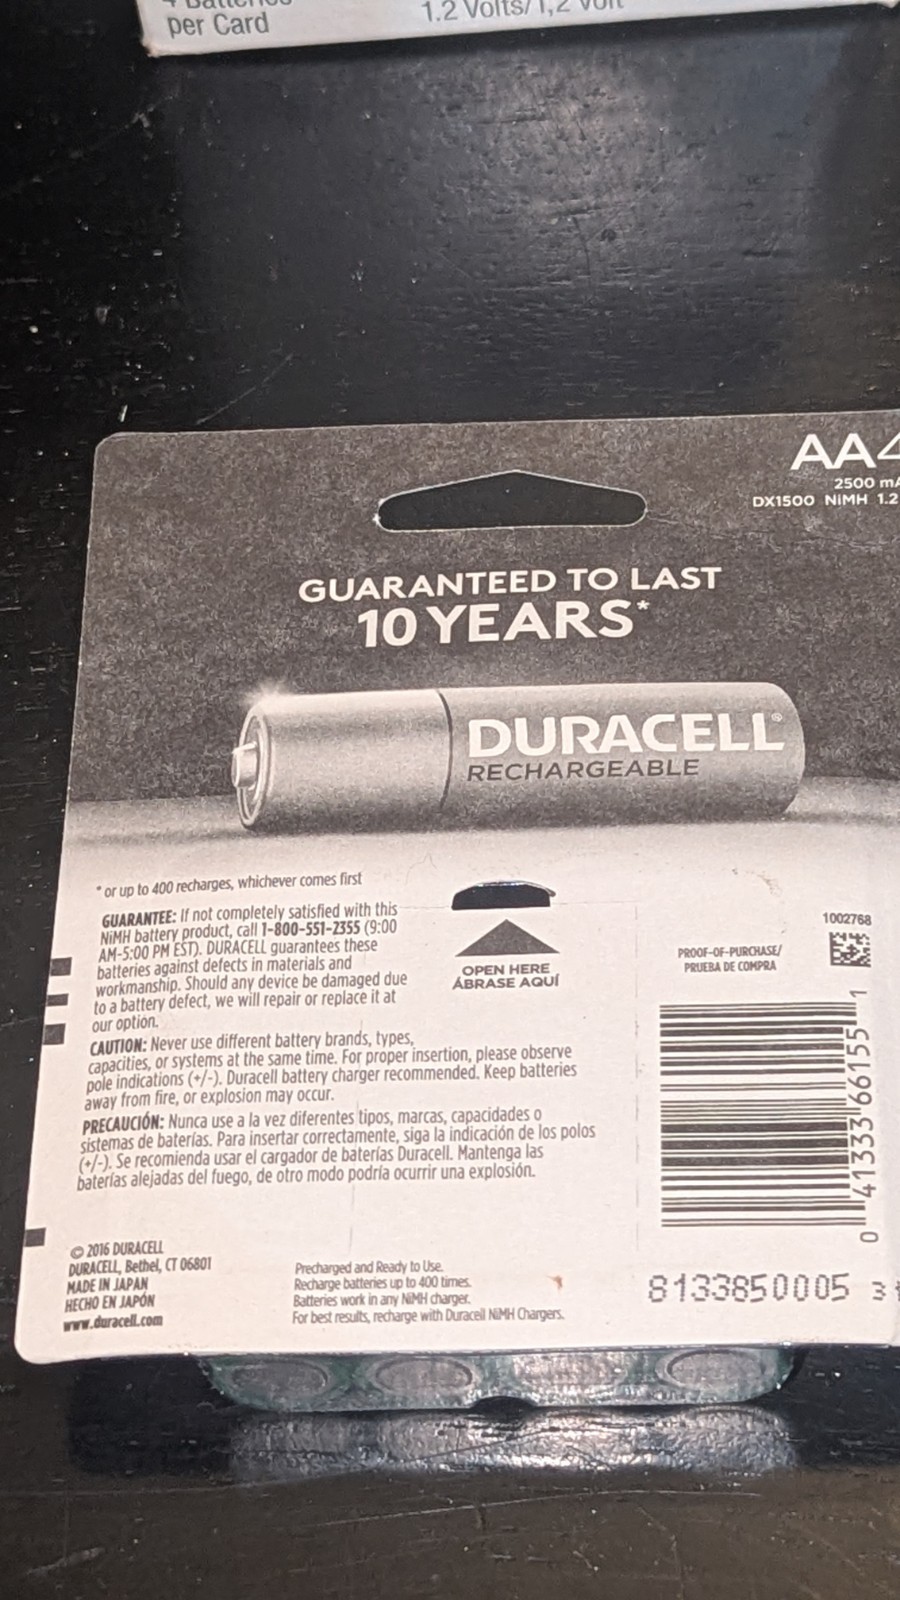 per Card
1.2 Volts/1,2 Volt
AA4
2500 mA
DX1500 NiMH 1.2
GUARANTEED TO LAST
10 YEARS*
DURACELL®
RECHARGEABLE
* or up to 400 recharges, whichever comes first
GUARANTEE: If not completely satisfied with this
NiMH battery product, call 1-800-551-2355 (9:00
AM-5:00 PM EST). DURACELL guarantees these
batteries against defects in materials and
workmanship. Should any device be damaged due
to a battery defect, we will repair or replace it at
our option.
OPEN HERE
ÁBRASE AQUÍ
PROOF-OF-PURCHASE/
PRUEBA DE COMPRA
1002768
CAUTION: Never use different battery brands, types,
capacities, or systems at the same time. For proper insertion, please observe
pole indications (+/-). Duracell battery charger recommended. Keep batteries
away from fire, or explosion may occur.
PRECAUCIÓN: Nunca use a la vez diferentes tipos, marcas, capacidades o
sistemas de baterías. Para insertar correctamente, siga la indicación de los polos
(+/-). Se recomienda usar el cargador de baterías Duracell. Mantenga las
baterías alejadas del fuego, de otro modo podría ocurrir una explosión.
0 41333 66155 1
© 2016 DURACELL
DURACELL, Bethel, CT 06801
MADE IN JAPAN
HECHO EN JAPÓN
www.duracell.com
Precharged and Ready to Use.
Recharge batteries up to 400 times.
Batteries work in any NiMH charger.
For best results, recharge with Duracell NiMH Chargers.
8133850005 3